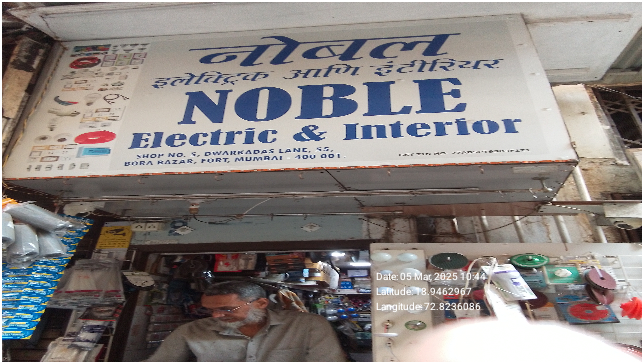 नोबल
इलेक्ट्रिक आणि इंटीरियर
NOBLE
Electric & Interior
SHOP NO. 5, DWARKADAS LANE, 55,
BORA BAZAR, FORT, MUMBAI - 400 001.
Date:05 Mar,2025 10:44
Latitude:18.9462967
Langitude:72.8236086